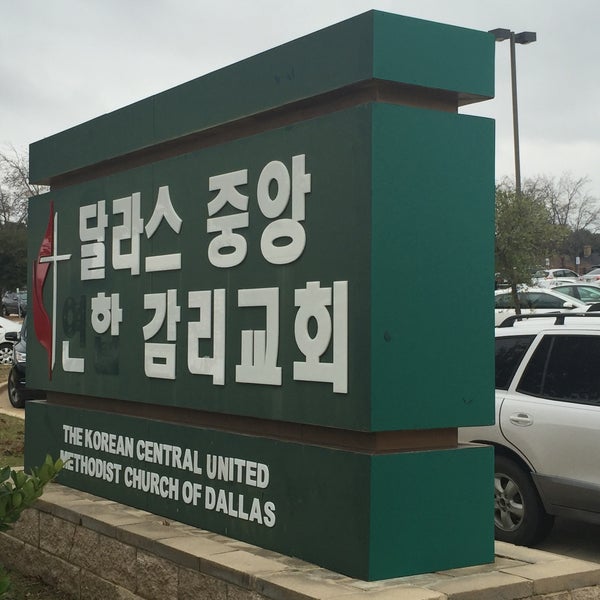 달라스 중앙
연합 감리교회
THE KOREAN CENTRAL UNITED
METHODIST CHURCH OF DALLAS